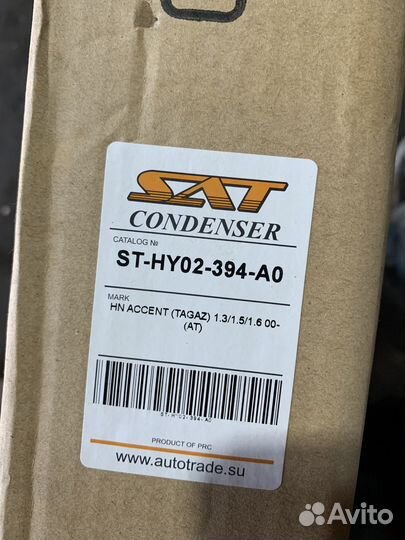 SAT
CONDENSER
CATALOG №
ST-HY02-394-A0
MARK
HN ACCENT (TAGAZ) 1.3/1.5/1.6 00-
(AT)
ST-HY02-394-A0
PRODUCT OF PRC
www.autotrade.su
Avito